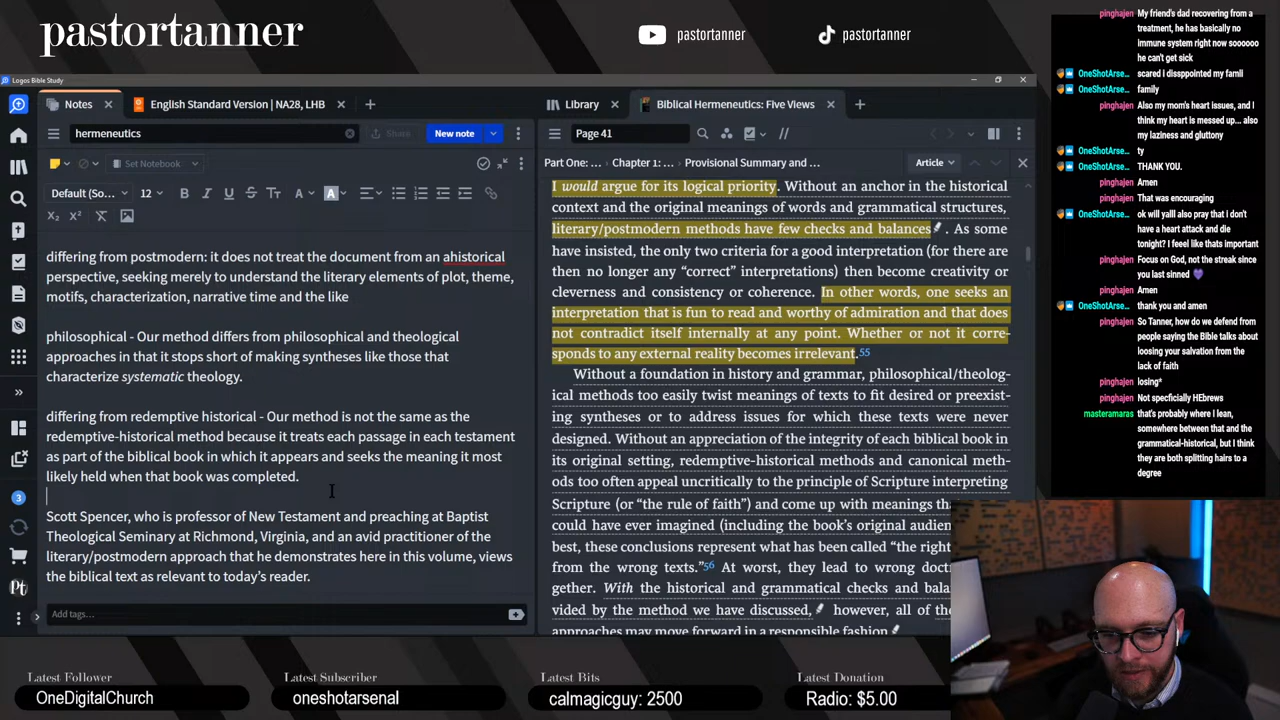 pastortanner
pastortanner
pastortanner
Logos Bible Study
Notes
English Standard Version | NA28, LHB
Library
Biblical Hermeneutics: Five Views
hermeneutics
Share
New note
Page 41
Set Notebook
Part One: ...
Chapter 1: ...
Provisional Summary and ...
Article
Default (So...
12
differing from postmodern: it does not treat the document from an ahistorical
perspective, seeking merely to understand the literary elements of plot, theme,
motifs, characterization, narrative time and the like
philosophical - Our method differs from philosophical and theological
approaches in that it stops short of making syntheses like those that
characterize systematic theology.
differing from redemptive historical - Our method is not the same as the
redemptive-historical method because it treats each passage in each testament
as part of the biblical book in which it appears and seeks the meaning it most
likely held when that book was completed.
Scott Spencer, who is professor of New Testament and preaching at Baptist
Theological Seminary at Richmond, Virginia, and an avid practitioner of the
literary/postmodern approach that he demonstrates here in this volume, views
the biblical text as relevant to today's reader.
Add tags...
3
Pt
I would argue for its logical priority. Without an anchor in the historical
context and the original meanings of words and grammatical structures,
literary/postmodern methods have few checks and balances. As some
have insisted, the only two criteria for a good interpretation (for there are
then no longer any “correct” interpretations) then become creativity or
cleverness and consistency or coherence. In other words, one seeks an
interpretation that is fun to read and worthy of admiration and that does
not contradict itself internally at any point. Whether or not it corre-
sponds to any external reality becomes irrelevant.55
Without a foundation in history and grammar, philosophical/theolog-
ical methods too easily twist meanings of texts to fit desired or preexist-
ing syntheses or to address issues for which these texts were never
designed. Without an appreciation of the integrity of each biblical book in
its original setting, redemptive-historical methods and canonical meth-
ods too often appeal uncritically to the principle of Scripture interpreting
Scripture (or “the rule of faith”) and come up with meanings tha
could have ever imagined (including the book's original audien
best, these conclusions represent what has been called “the right
from the wrong texts.”56 At worst, they lead to wrong doct
gether. With the historical and grammatical checks and bala
vided by the method we have discussed, however, all of the
approaches may move forward in a responsible fashion.
pinghajen My friend's dad recovering from a
treatment, he has basically no
immune system right now sooooo
he can't get sick
OneShotArse... scared I dissppointed my famli
OneShotArse... family
pinghajen Also my mom's heart issues, and I
think my heart is messed up... also
my laziness and gluttony
OneShotArse... ty
pinghajen THANK YOU.
pinghajen Amen
pinghajen That was encouraging
OneShotArse... ok will yall also pray that i don't
have a heart attack and die
tonight? I feel like thats important
pinghajen Focus on God, not the streak since
you last sinned 💜
pinghajen Amen
OneShotArse... thank you and amen
pinghajen So Tanner, how do we defend from
people saying the Bible talks about
loosing your salvation from the
lack of faith
pinghajen losing*
pinghajen Not specficially HEbrews
masteramaras that's probably where I lean,
somewhere between that and the
grammatical-historical, but I think
they are both splitting hairs to a
degree
Latest Follower
OneDigitalChurch
Latest Subscriber
oneshotarsenal
Latest Bits
calmagicguy: 2500
Latest Donation
Radio: $5.00